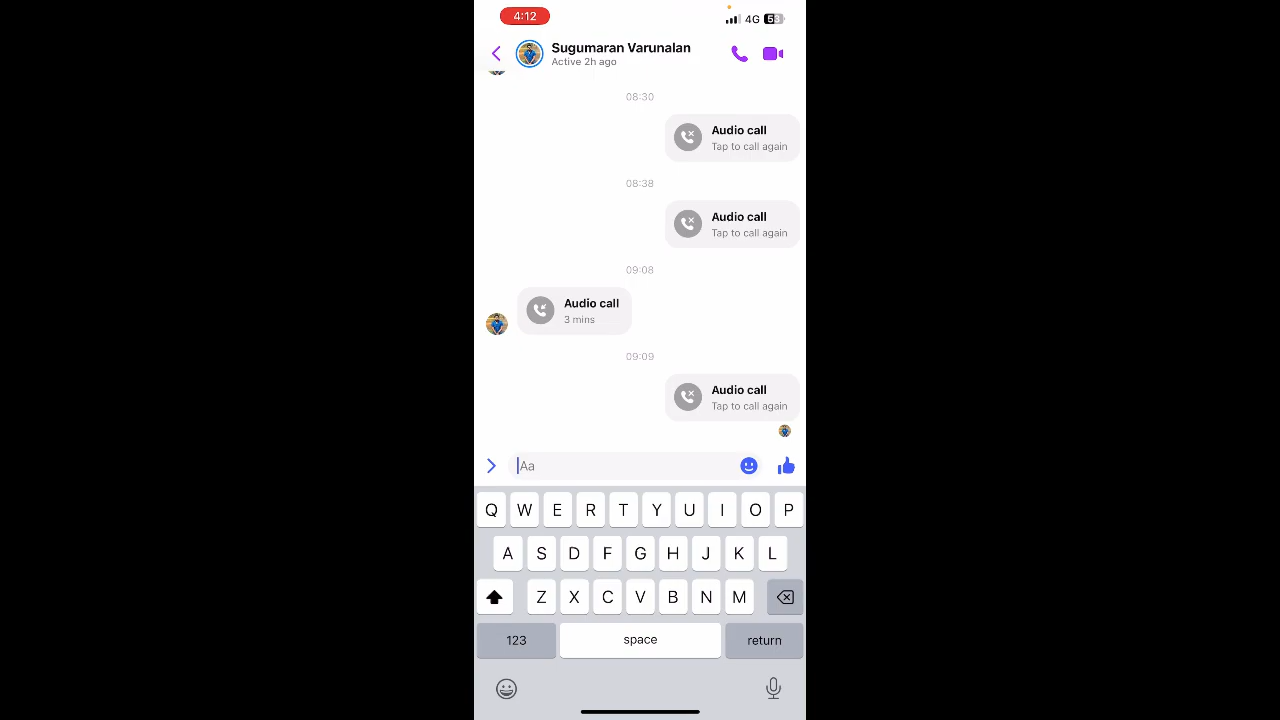 4:12
4G 53
Sugumaran Varunalan
Active 2h ago
08:30
Audio call
Tap to call again
08:38
Audio call
Tap to call again
09:08
Audio call
3 mins
09:09
Audio call
Tap to call again
Aa
Q W E R T Y U I O P
A S D F G H J K L
Z X C V B N M
123 space return